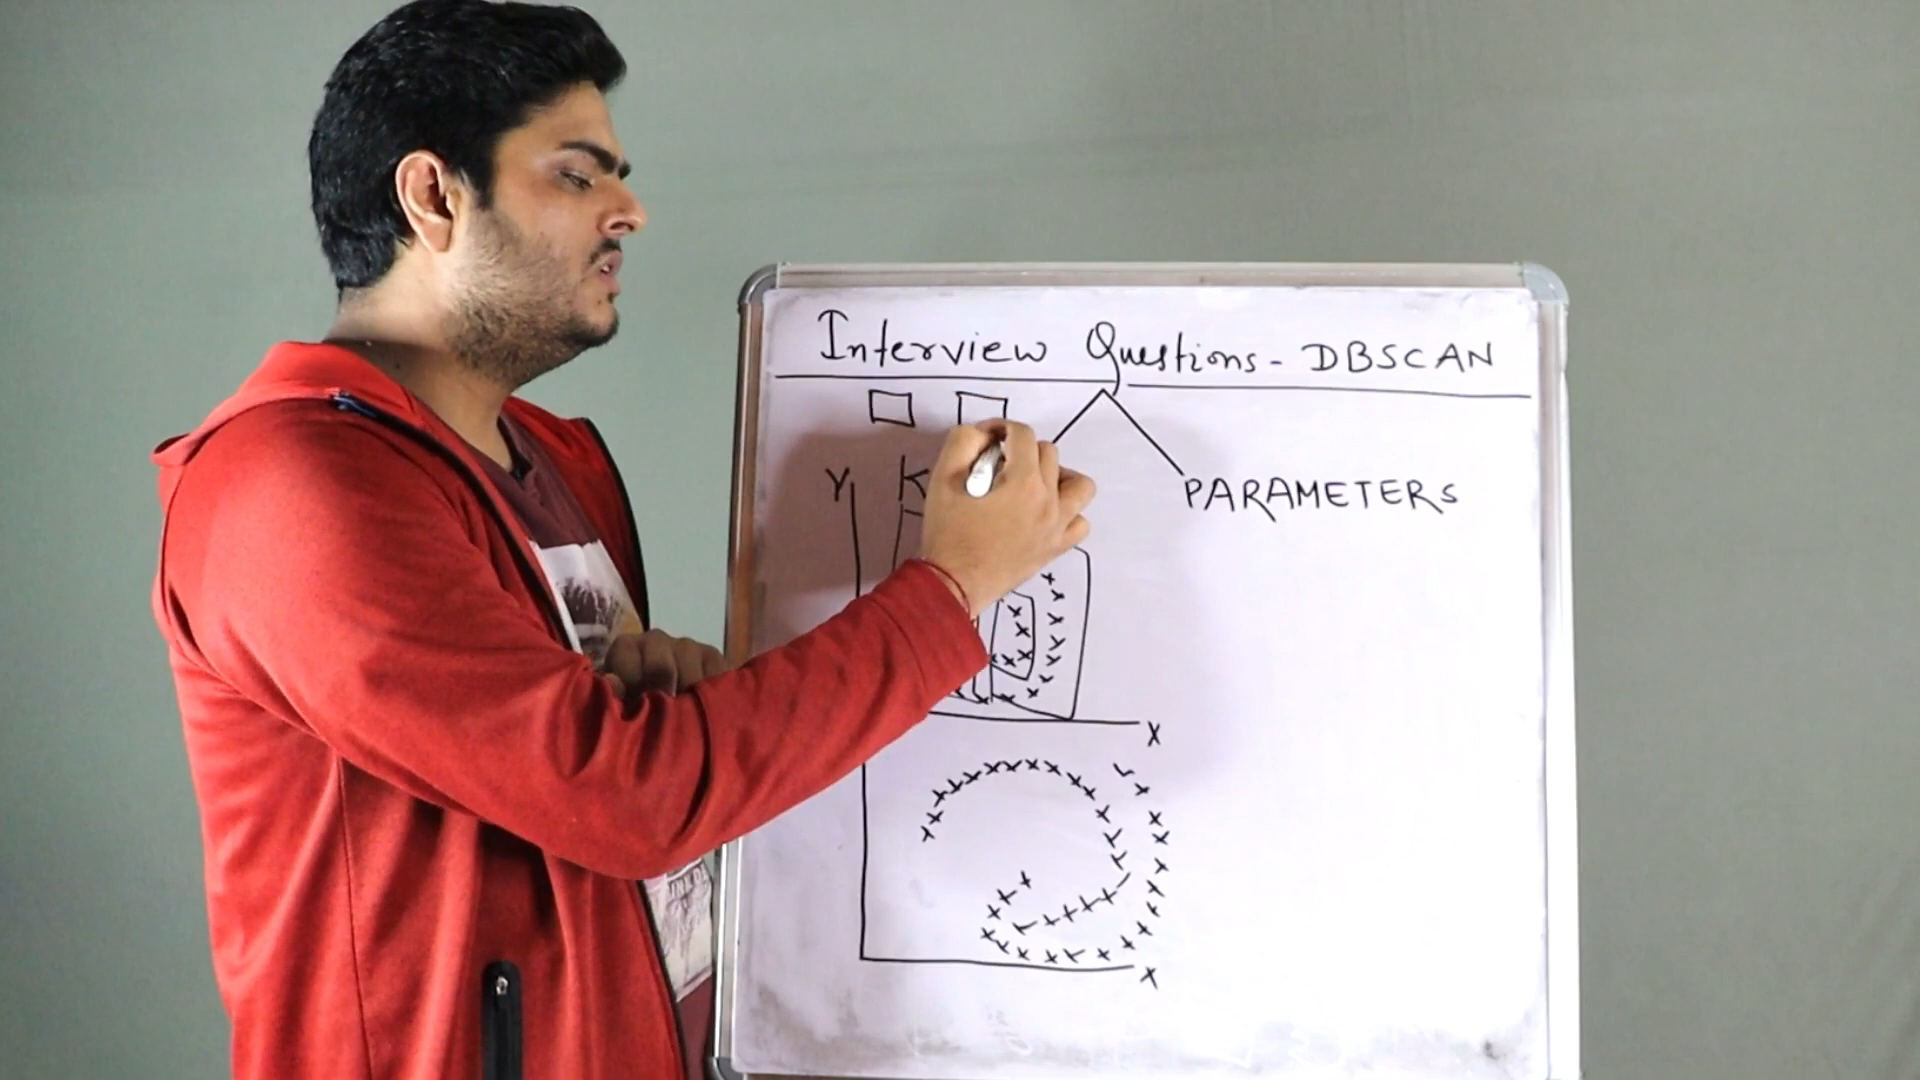 Interview Questions - DBSCAN
Y
PARAMETERS
X
X